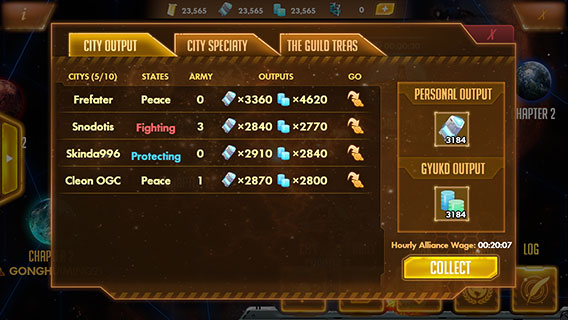 23,565 23,565 23,565 0
CITY OUTPUT CITY SPECIATY THE GUILD TREAS
CITYS (5/10) STATES ARMY OUTPUTS GO
Frefater Peace 0 ×3360 ×4620
Snodotis Fighting 3 ×2840 ×2770
Skinda996 Protecting 0 ×2910 ×2840
Cleon OGC Peace 1 ×2870 ×2800
PERSONAL OUTPUT
3184
GYUKD OUTPUT
3184
Hourly Alliance Wage: 00:20:07
COLLECT
HAPTER 2
CHAPTER 2
LOG